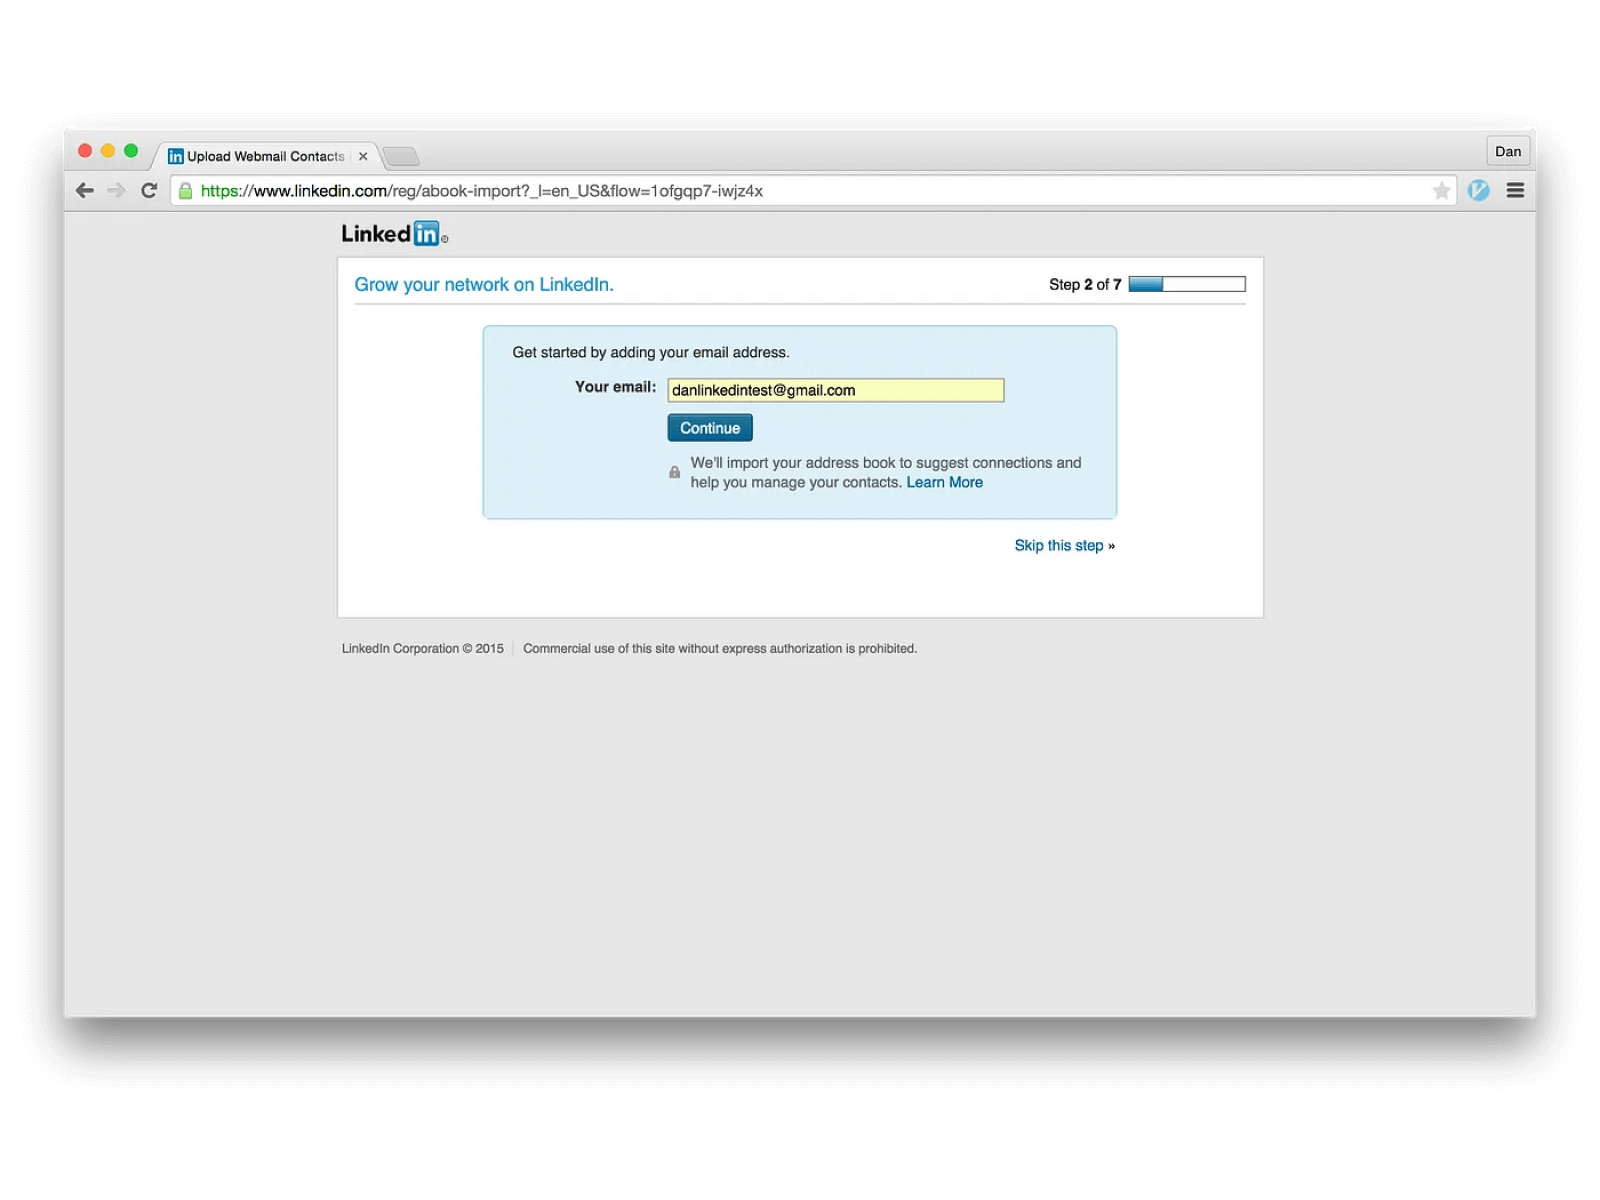 Dan
in Upload Webmail Contacts
https://www.linkedin.com/reg/abook-import?_l=en_US&flow=1ofgqp7-iwjz4x
Linked in®
Grow your network on LinkedIn.
Step 2 of 7
Get started by adding your email address.
Your email: danlinkedintest@gmail.com
Continue
We'll import your address book to suggest connections and
help you manage your contacts. Learn More
Skip this step »
LinkedIn Corporation © 2015 | Commercial use of this site without express authorization is prohibited.